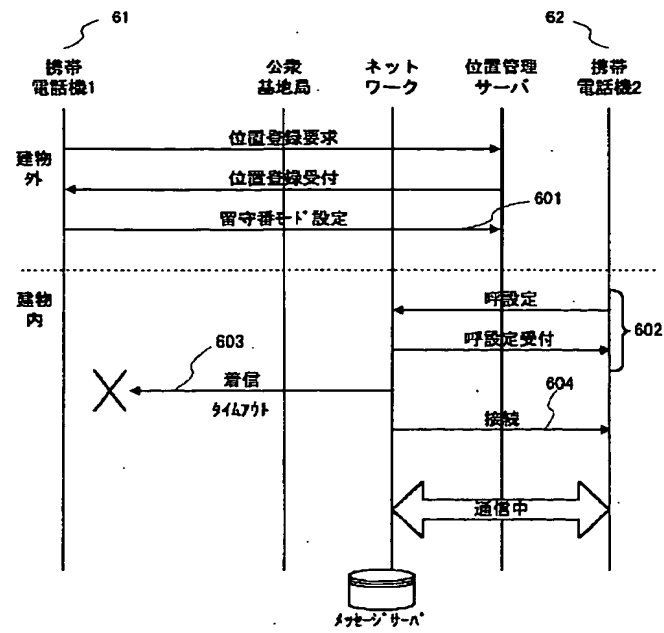 61
62
携帯
電話機1
公衆
基地局
ネット
ワーク
位置管理
サーバ
携帯
電話機2
建物
外
位置登録要求
位置登録受付
留守番モード設定
601
建物
内
呼設定
602
呼設定受付
603
着信
タイムアウト
604
接続
通信中
メッセージサーバ